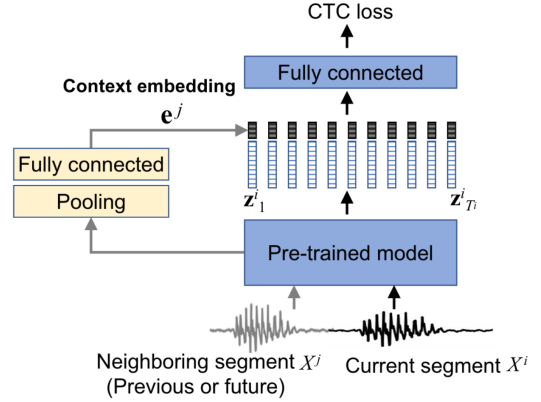 CTC loss
Fully connected
Context embedding
e^j
Fully connected
Pooling
z^i_1
z^i_{T_i}
Pre-trained model
Neighboring segment X^j
(Previous or future)
Current segment X^i